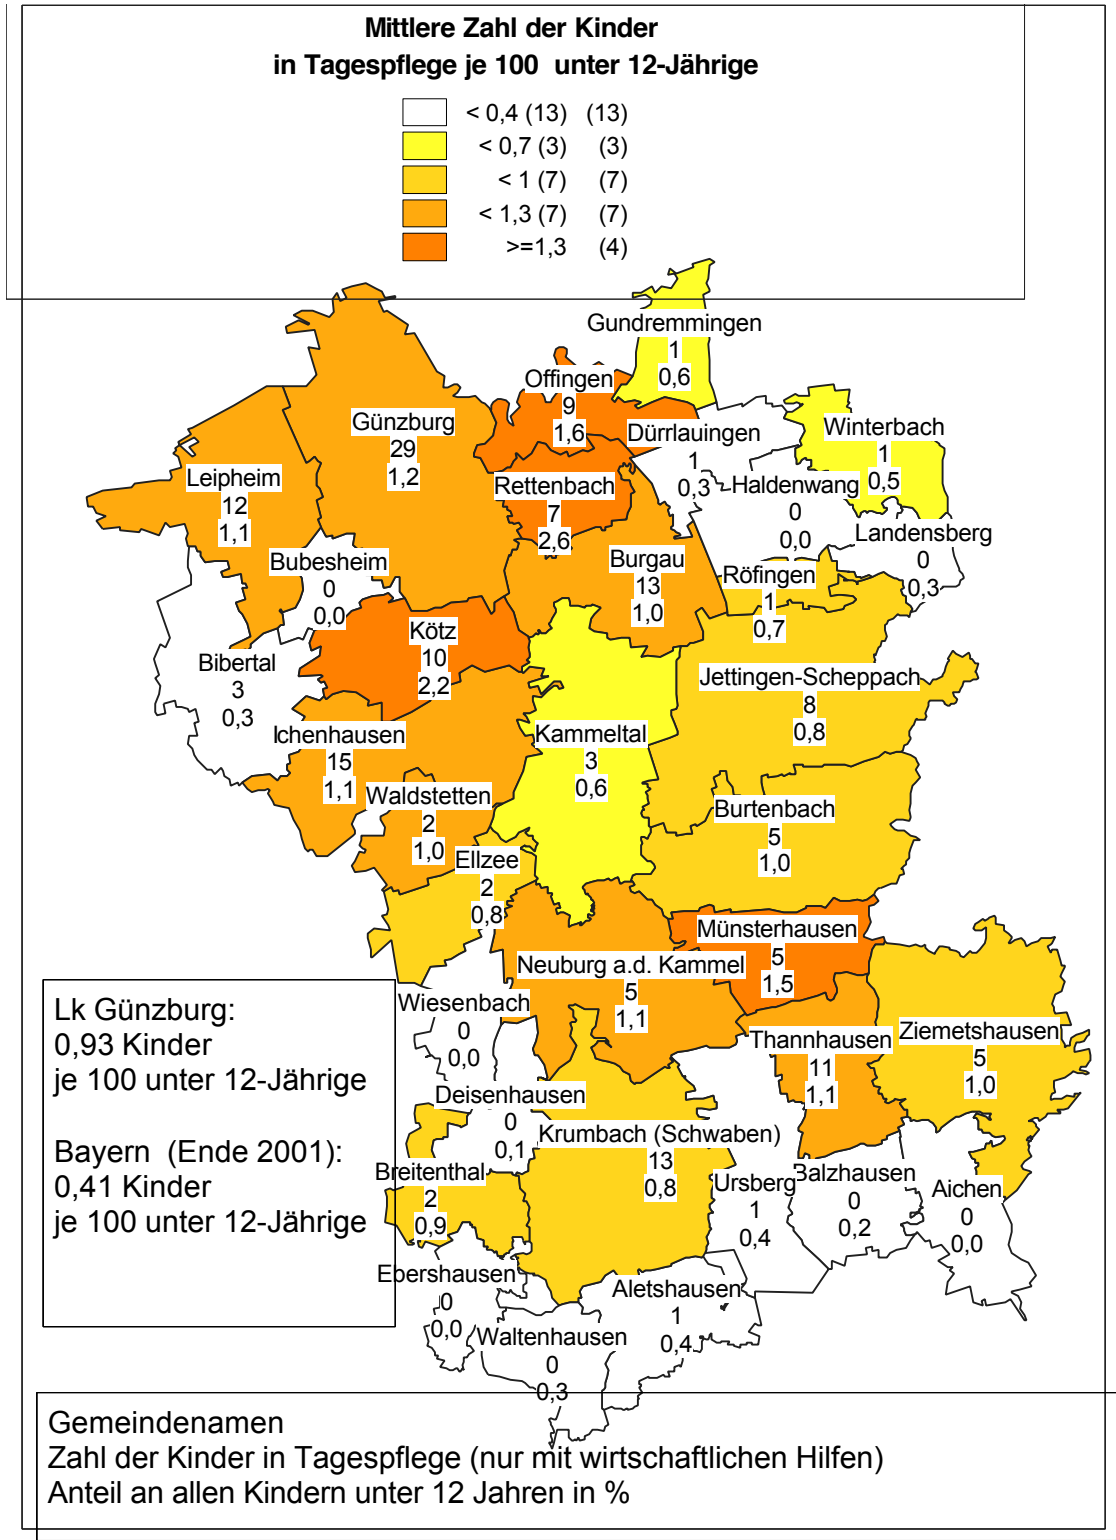 Mittlere Zahl der Kinder
in Tagespflege je 100 unter 12-Jährige
< 0,4 (13) (13)
< 0,7 (3) (3)
< 1 (7) (7)
< 1,3 (7) (7)
>=1,3 (4)
Gundremmingen
1
0,6
Offingen
9
1,6
Günzburg
29
1,2
Dürrlauingen
1
0,3
Winterbach
1
0,5
Leipheim
12
1,1
Rettenbach
7
2,6
Haldenwang
0
0,0
Landensberg
0
0,3
Bubesheim
0
0,0
Burgau
13
1,0
Röfingen
1
0,7
Kötz
10
2,2
Bibertal
3
0,3
Jettingen-Scheppach
8
0,8
Ichenhausen
15
1,1
Kammeltal
3
0,6
Waldstetten
2
1,0
Burtenbach
5
1,0
Ellzee
2
0,8
Münsterhausen
5
1,5
Neuburg a.d. Kammel
5
1,1
Wiesenbach
0
0,0
Thannhausen
11
1,1
Ziemetshausen
5
1,0
Deisenhausen
0
0,1
Krumbach (Schwaben)
13
0,8
Breitenthal
2
0,9
Ursberg
1
0,4
Balzhausen
0
0,2
Aichen
0
0,0
Ebershausen
0
0,0
Aletshausen
1
0,4
Waltenhausen
0
0,3
Lk Günzburg:
0,93 Kinder
je 100 unter 12-Jährige
Bayern (Ende 2001):
0,41 Kinder
je 100 unter 12-Jährige
Gemeindenamen
Zahl der Kinder in Tagespflege (nur mit wirtschaftlichen Hilfen)
Anteil an allen Kindern unter 12 Jahren in %